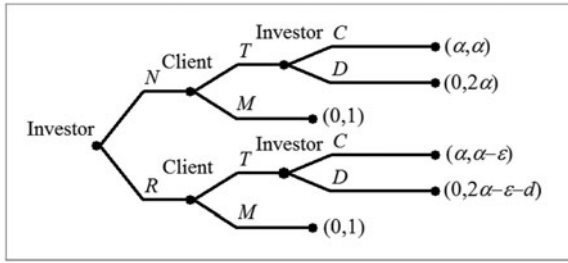 Investor C
(α,α)
Client T
N D
(0,2α)
M
(0,1)
Investor
Investor C
(α,α–ε)
Client T
R D
(0,2α–ε–d)
M
(0,1)